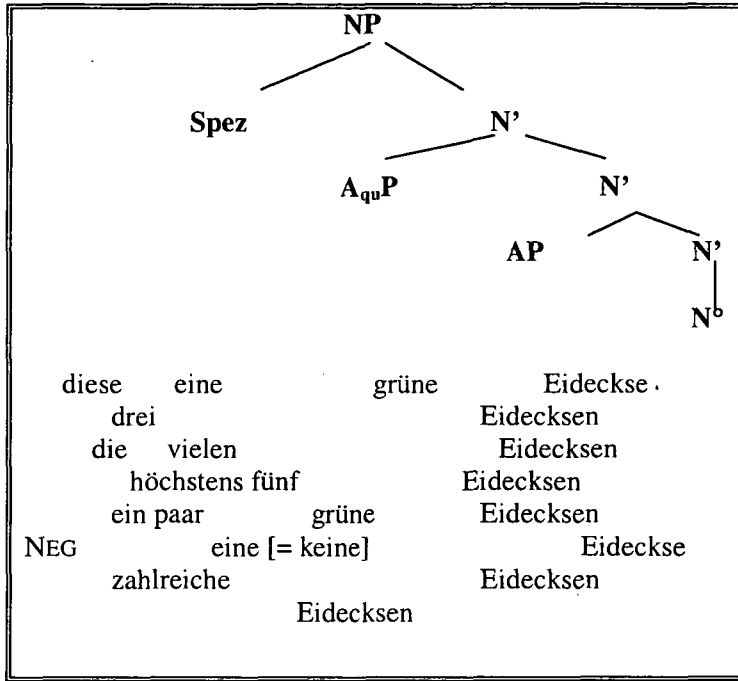 NP
Spez N'
A_quP N'
AP N'
N°
diese eine grüne Eideckse
drei Eidecksen
die vielen Eidecksen
höchstens fünf Eidecksen
ein paar grüne Eidecksen
NEG eine [= keine] Eideckse
zahlreiche Eidecksen
Eidecksen